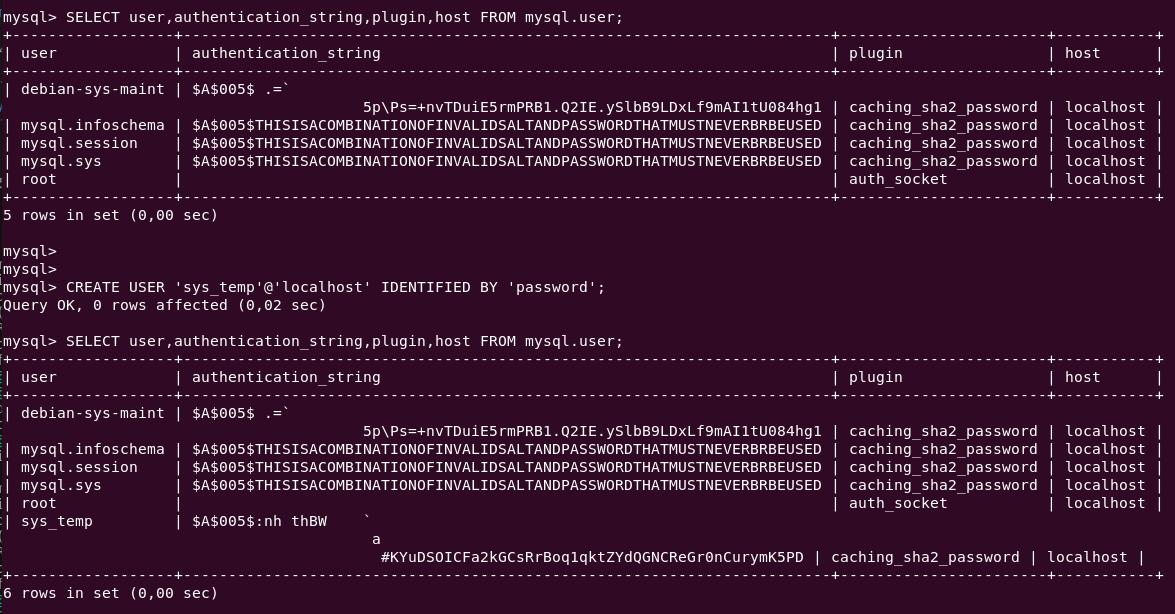 mysql> SELECT user,authentication_string,plugin,host FROM mysql.user;
+------------------+------------------------------------------------------------------------+-----------------------+-----------+
| user             | authentication_string                                                  | plugin                | host      |
+------------------+------------------------------------------------------------------------+-----------------------+-----------+
| debian-sys-maint | $A$005$ .=`
                                        5p\Ps=+nvTDuiE5rmPRB1.Q2IE.ySlbB9LDxLf9mAI1tU084hg1 | caching_sha2_password | localhost |
| mysql.infoschema | $A$005$THISISACOMBINATIONOFINVALIDSALTANDPASSWORDTHATMUSTNEVERBRBEUSED | caching_sha2_password | localhost |
| mysql.session    | $A$005$THISISACOMBINATIONOFINVALIDSALTANDPASSWORDTHATMUSTNEVERBRBEUSED | caching_sha2_password | localhost |
| mysql.sys        | $A$005$THISISACOMBINATIONOFINVALIDSALTANDPASSWORDTHATMUSTNEVERBRBEUSED | caching_sha2_password | localhost |
| root             |                                                                        | auth_socket           | localhost |
+------------------+------------------------------------------------------------------------+-----------------------+-----------+
5 rows in set (0,00 sec)

mysql>
mysql>
mysql> CREATE USER 'sys_temp'@'localhost' IDENTIFIED BY 'password';
Query OK, 0 rows affected (0,02 sec)

mysql> SELECT user,authentication_string,plugin,host FROM mysql.user;
+------------------+------------------------------------------------------------------------+-----------------------+-----------+
| user             | authentication_string                                                  | plugin                | host      |
+------------------+------------------------------------------------------------------------+-----------------------+-----------+
| debian-sys-maint | $A$005$ .=`
                                        5p\Ps=+nvTDuiE5rmPRB1.Q2IE.ySlbB9LDxLf9mAI1tU084hg1 | caching_sha2_password | localhost |
| mysql.infoschema | $A$005$THISISACOMBINATIONOFINVALIDSALTANDPASSWORDTHATMUSTNEVERBRBEUSED | caching_sha2_password | localhost |
| mysql.session    | $A$005$THISISACOMBINATIONOFINVALIDSALTANDPASSWORDTHATMUSTNEVERBRBEUSED | caching_sha2_password | localhost |
| mysql.sys        | $A$005$THISISACOMBINATIONOFINVALIDSALTANDPASSWORDTHATMUSTNEVERBRBEUSED | caching_sha2_password | localhost |
| root             |                                                                        | auth_socket           | localhost |
| sys_temp         | $A$005$:nh thBW    `
                                         a
                                          #KYuDSOICFa2kGCsRrBoq1qktZYdQGNCReGr0nCurymK5PD | caching_sha2_password | localhost |
+------------------+------------------------------------------------------------------------+-----------------------+-----------+
6 rows in set (0,00 sec)